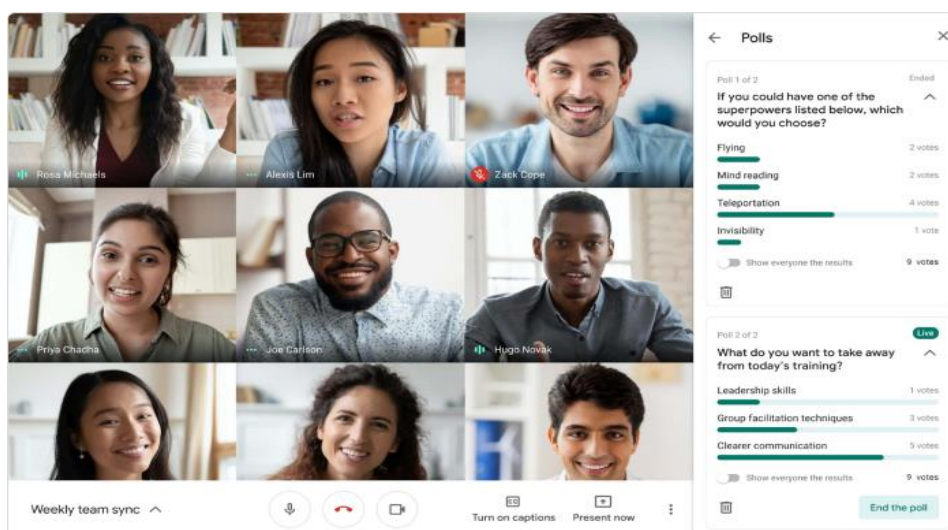 Rosa Michaels
Alexis Lim
Zack Cope
Priya Chacha
Joe Carlson
Hugo Novak
Weekly team sync
CC
Turn on captions
Present now
Polls
Poll 1 of 2
Ended
If you could have one of the
superpowers listed below, which
would you choose?
Flying
2 votes
Mind reading
2 votes
Teleportation
4 votes
Invisibility
1 vote
Show everyone the results
9 votes
Poll 2 of 2
Live
What do you want to take away
from today's training?
Leadership skills
1 votes
Group facilitation techniques
3 votes
Clearer communication
5 votes
Show everyone the results
9 votes
End the poll